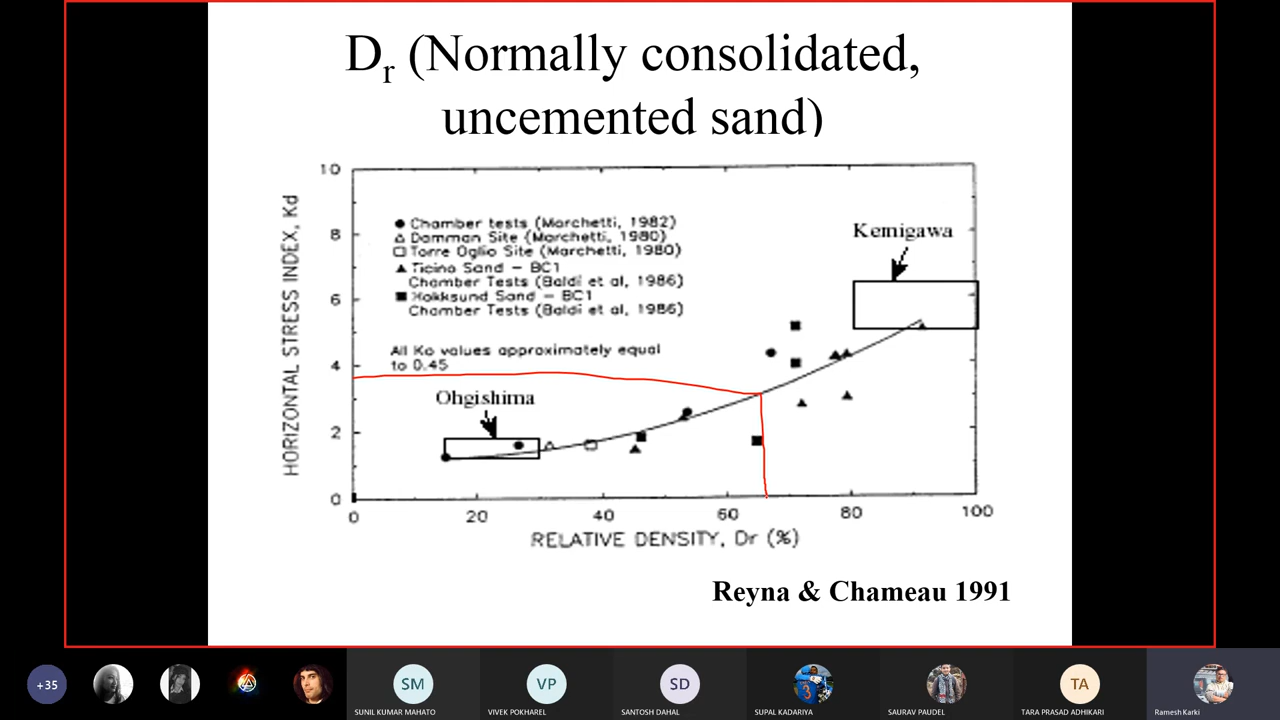 Dr (Normally consolidated,
uncemented sand)
10
8
6
4
2
0
HORIZONTAL STRESS INDEX, Kd
Chamber tests (Marchetti, 1982)
Damman Site (Marchetti, 1980)
Torre Oglio Site (Marchetti, 1980)
Ticino Sand – BC1
Chamber Tests (Baldi et al, 1986)
Hokksund Sand – BC1
Chamber Tests (Baldi et al, 1986)
All Ko values approximately equal
to 0.45
Kemigawa
Ohgishima
0 20 40 60 80 100
RELATIVE DENSITY, Dr (%)
Reyna & Chameau 1991
+35
SM
SUNIL KUMAR MAHATO
VP
VIVEK POKHAREL
SD
SANTOSH DAHAL
3
SUPAL KADARIYA
SAURAV PAUDEL
TA
TARA PRASAD ADHIKARI
Ramesh Karki